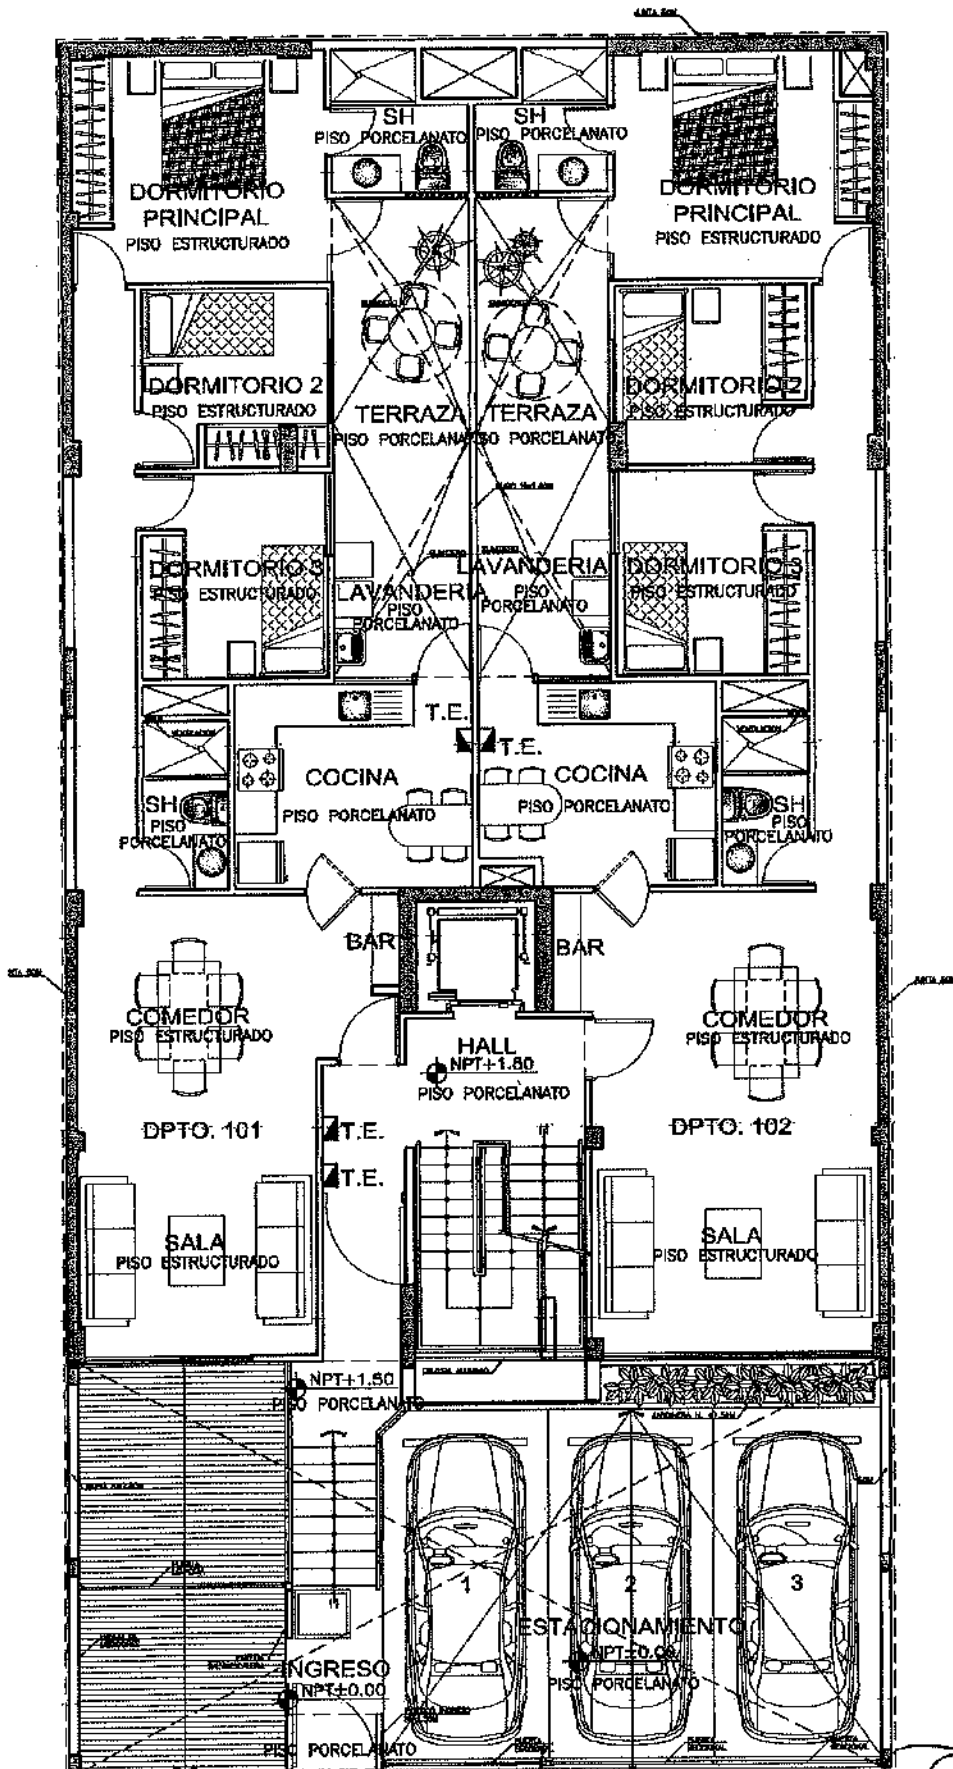 SH
PISO PORCELANATO
SH
PISO PORCELANATO
DORMITORIO
PRINCIPAL
PISO ESTRUCTURADO
DORMITORIO
PRINCIPAL
PISO ESTRUCTURADO
DORMITORIO 2
PISO ESTRUCTURADO
TERRAZA
PISO PORCELANATO
TERRAZA
PISO PORCELANATO
DORMITORIO 2
PISO ESTRUCTURADO
DORMITORIO 3
PISO ESTRUCTURADO
LAVANDERIA
PISO
PORCELANATO
LAVANDERIA
PISO
PORCELANATO
DORMITORIO 3
PISO ESTRUCTURADO
T.E.
T.E.
COCINA
PISO PORCELANATO
COCINA
PISO PORCELANATO
SH
PISO
PORCELANATO
SH
PISO
PORCELANATO
BAR
BAR
COMEDOR
PISO ESTRUCTURADO
HALL
NPT+1.60
PISO PORCELANATO
COMEDOR
PISO ESTRUCTURADO
DPTO. 101
T.E.
T.E.
DPTO. 102
SALA
PISO ESTRUCTURADO
SALA
PISO ESTRUCTURADO
NPT+1.60
PISO PORCELANATO
1
2
3
ESTACIONAMIENTO
NPT±0.00
PISO PORCELANATO
INGRESO
NPT±0.00
PISO PORCELANATO